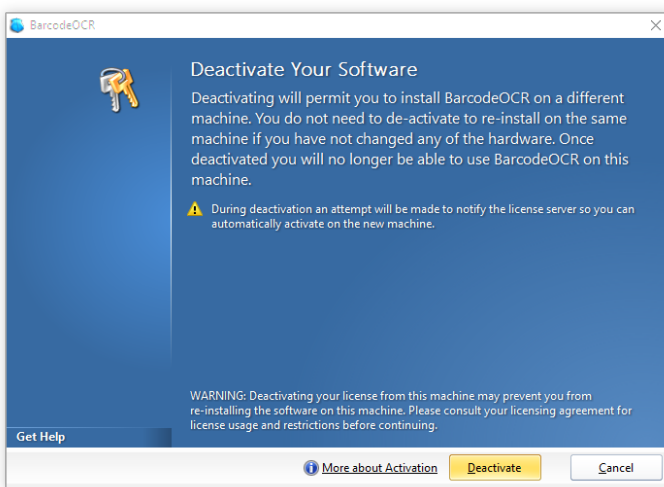 BarcodeOCR
Deactivate Your Software
Deactivating will permit you to install BarcodeOCR on a different
machine. You do not need to de-activate to re-install on the same
machine if you have not changed any of the hardware. Once
deactivated you will no longer be able to use BarcodeOCR on this
machine.
During deactivation an attempt will be made to notify the license server so you can
automatically activate on the new machine.
WARNING: Deactivating your license from this machine may prevent you from
re-installing the software on this machine. Please consult your licensing agreement for
license usage and restrictions before continuing.
Get Help
More about Activation
Deactivate
Cancel